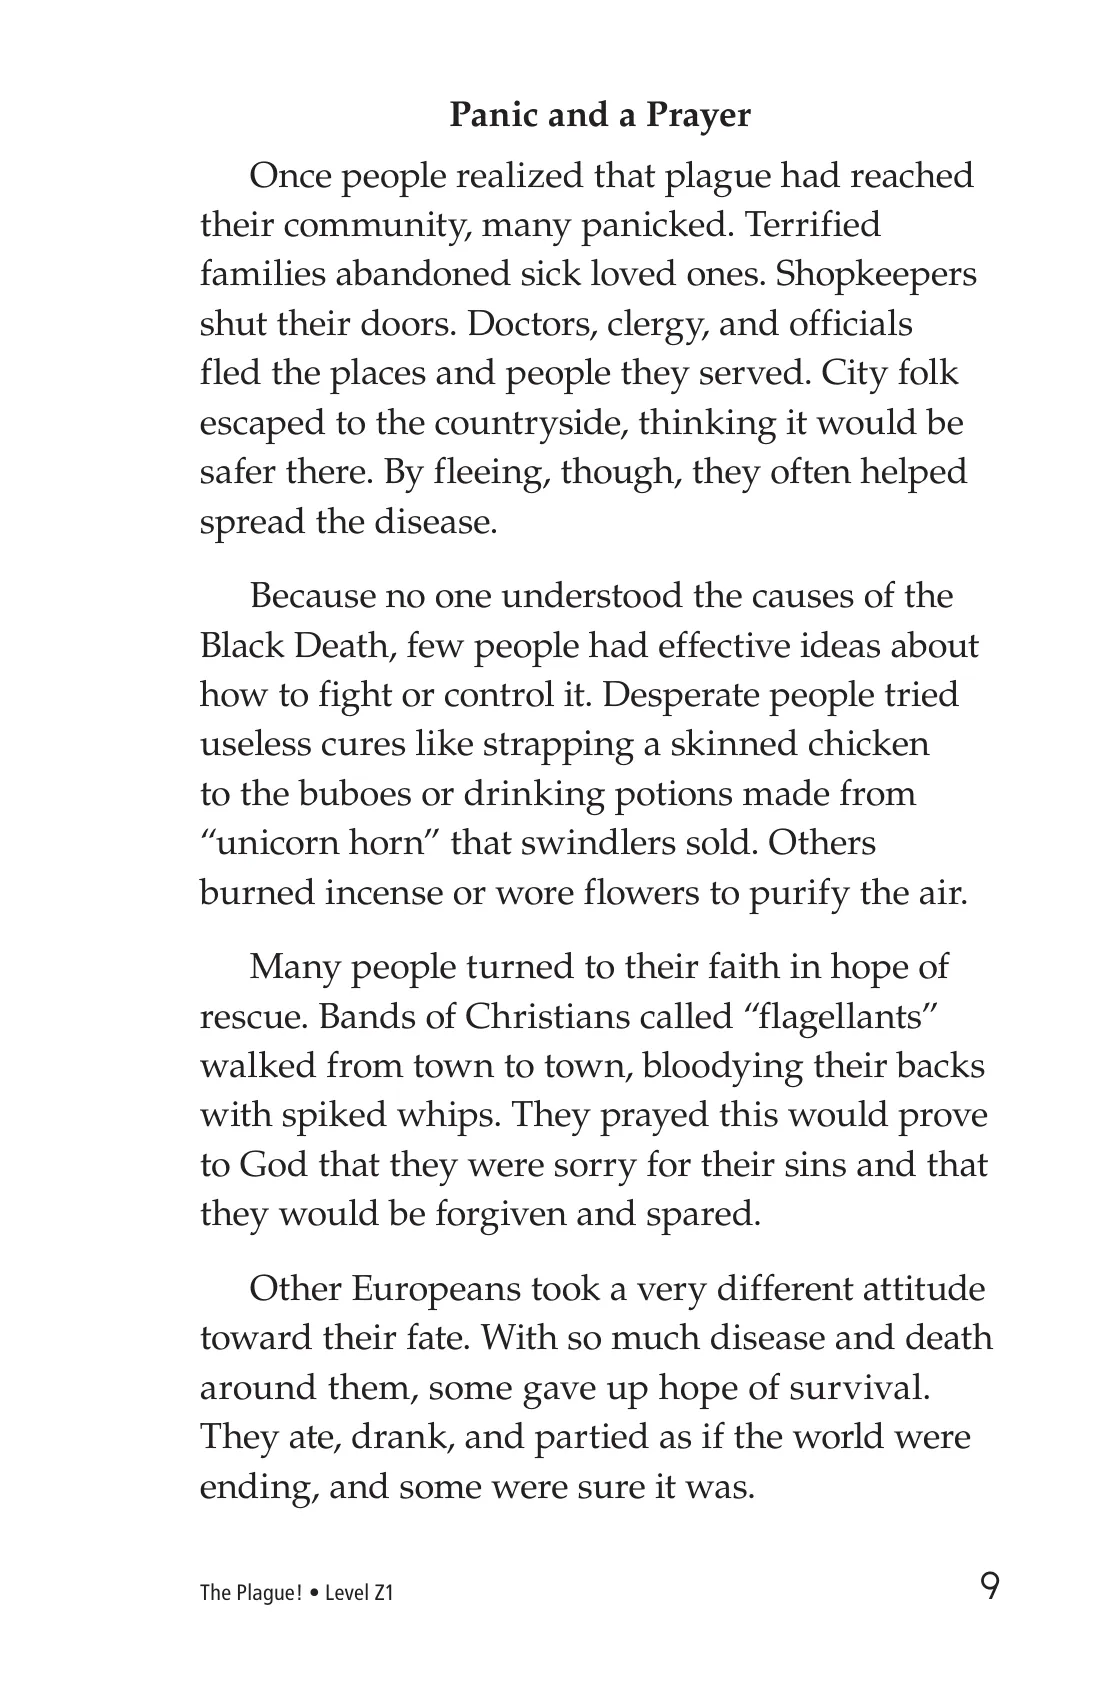 Panic and a Prayer
Once people realized that plague had reached
their community, many panicked. Terrified
families abandoned sick loved ones. Shopkeepers
shut their doors. Doctors, clergy, and officials
fled the places and people they served. City folk
escaped to the countryside, thinking it would be
safer there. By fleeing, though, they often helped
spread the disease.
Because no one understood the causes of the
Black Death, few people had effective ideas about
how to fight or control it. Desperate people tried
useless cures like strapping a skinned chicken
to the buboes or drinking potions made from
“unicorn horn” that swindlers sold. Others
burned incense or wore flowers to purify the air.
Many people turned to their faith in hope of
rescue. Bands of Christians called “flagellants”
walked from town to town, bloodying their backs
with spiked whips. They prayed this would prove
to God that they were sorry for their sins and that
they would be forgiven and spared.
Other Europeans took a very different attitude
toward their fate. With so much disease and death
around them, some gave up hope of survival.
They ate, drank, and partied as if the world were
ending, and some were sure it was.
The Plague! • Level Z1 9